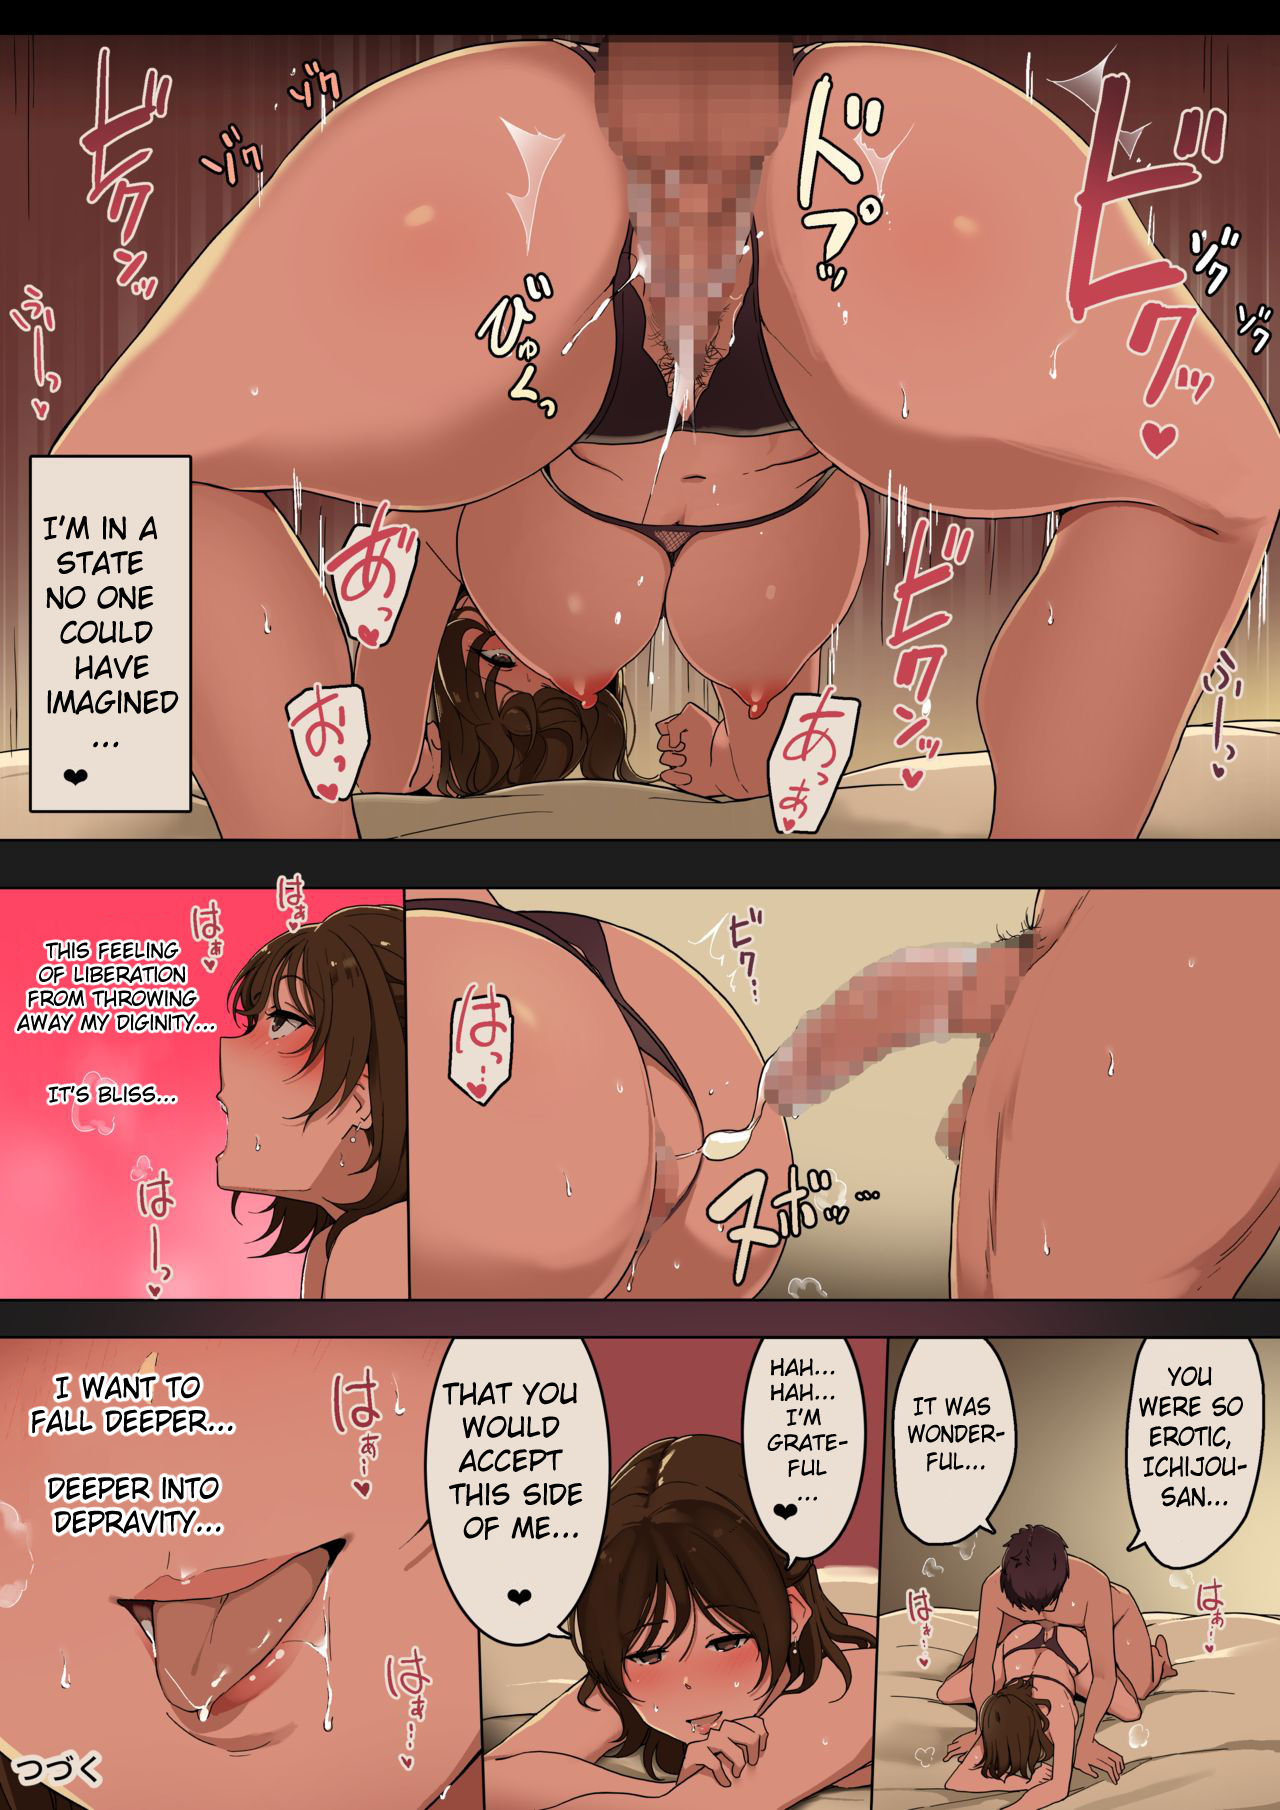 ビクンッ
ゾク
ゾク
ドプッ
ビクッ
ゾク
ゾク
ふーっ
びゅくっ
I'M IN A
STATE
NO ONE
COULD
HAVE
IMAGINED
...
あ゛っ
おっ
ビクンッ
あっあ゛
ふーっ
はぁ
はぁ
THIS FEELING
OF LIBERATION
FROM THROWING
AWAY MY DIGINITY...
IT'S BLISS...
はーっ
はっ…
ビク…
ヌボッ…
YOU
WERE SO
EROTIC,
ICHIJOU-
SAN...
IT WAS
WONDER-
FUL...
はぁ…
はぁ…
HAH...
HAH...
I'M
GRATE-
FUL
...
THAT YOU
WOULD
ACCEPT
THIS SIDE
OF ME...
I WANT TO
FALL DEEPER...
DEEPER INTO
DEPRAVITY...
はぁ…
はぁ…
つづく